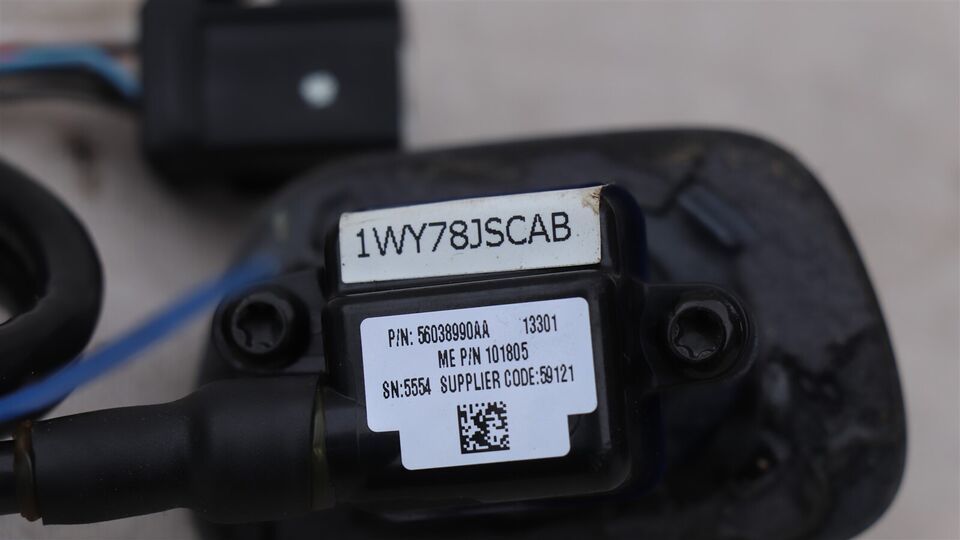 1WY78JSCAB
P/N: 56038990AA 13301
ME P/N 101805
SN:5554 SUPPLIER CODE:59121